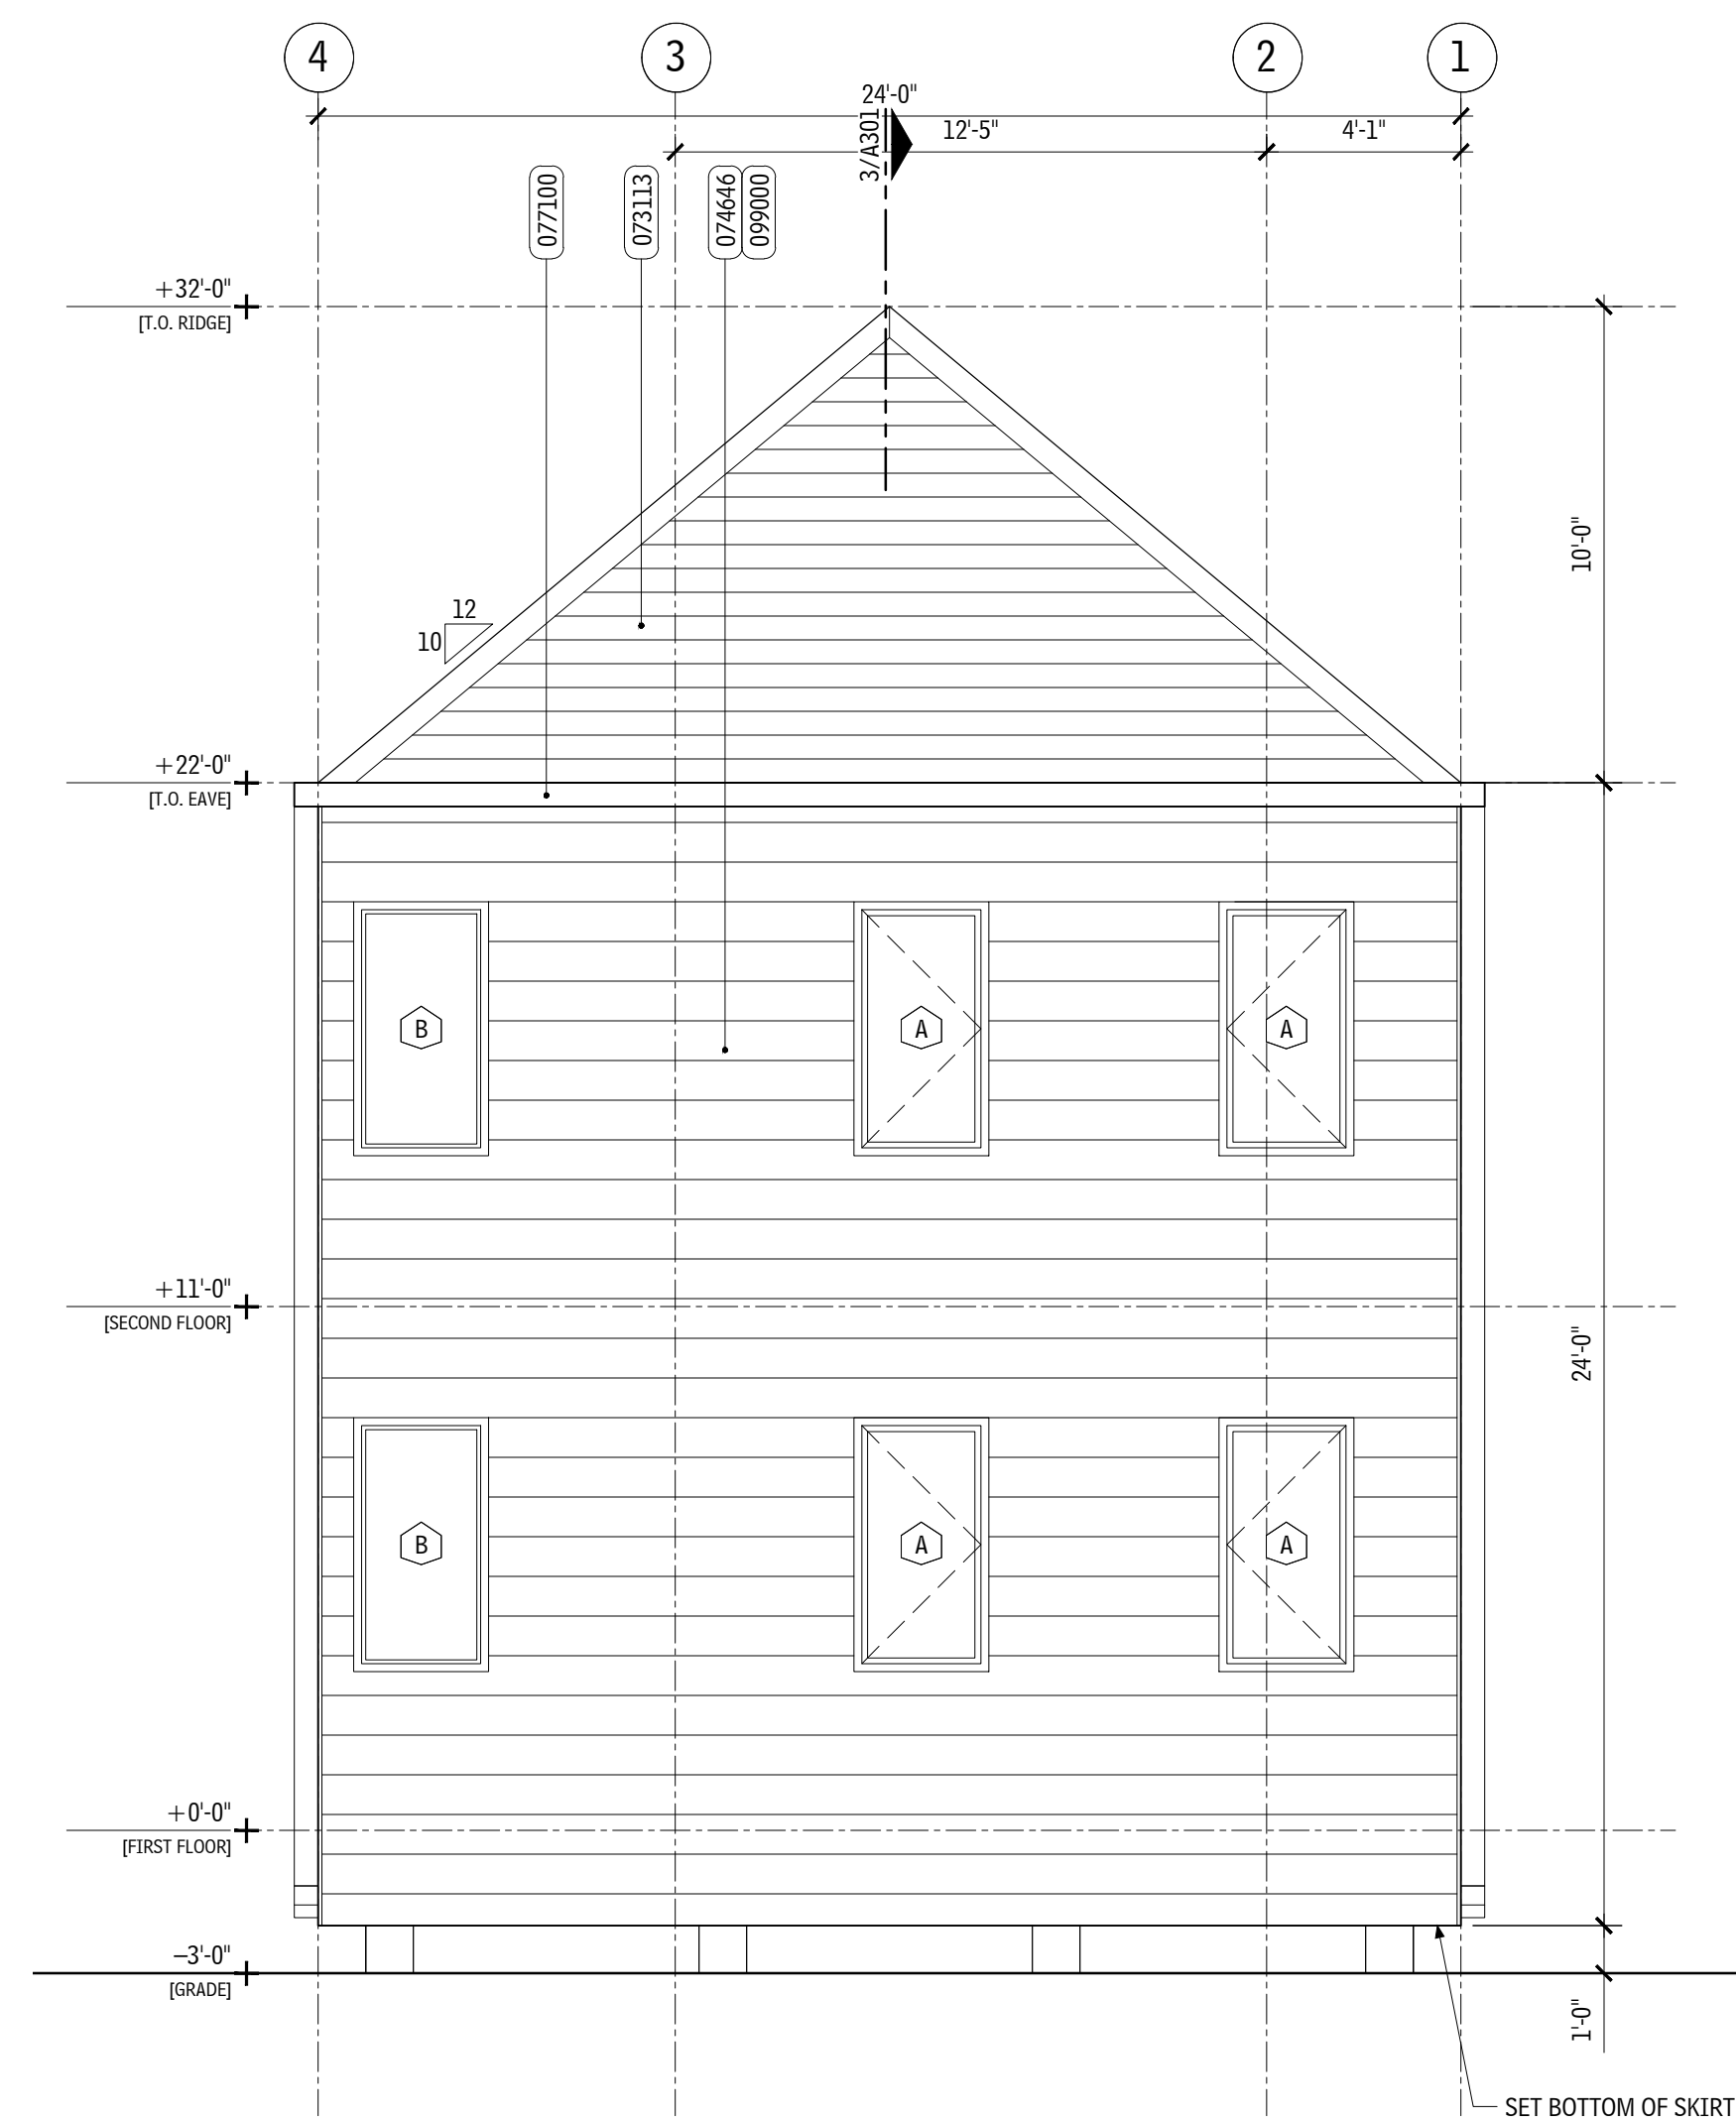 4 3 2 1
24'-0"
12'-5" 4'-1"
3/A301
077100 073113 074646 099000
+32'-0"
[T.O. RIDGE]
10'-0"
12
10
+22'-0"
[T.O. EAVE]
B A A
+11'-0"
[SECOND FLOOR]
24'-0"
B A A
+0'-0"
[FIRST FLOOR]
–3'-0"
[GRADE]
1'-0"
SET BOTTOM OF SKIRT